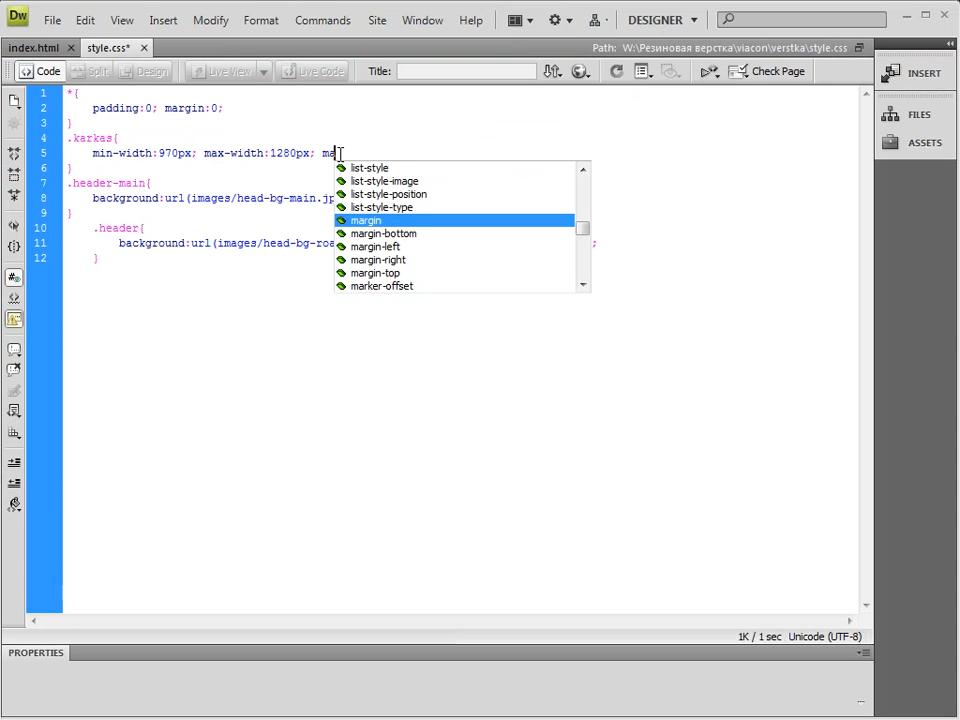 Dw File Edit View Insert Modify Format Commands Site Window Help DESIGNER
index.html style.css* Path: W:\Резиновая верстка\viacon\verstka\style.css
Code Split Design Live View Live Code Title: Check Page
INSERT
FILES
ASSETS
1 *{
2 padding:0; margin:0;
3 }
4 .karkas{
5 min-width:970px; max-width:1280px; ma
6 }
7 .header-main{
8 background:url(images/head-bg-main.jp
9 }
10 .header{
11 background:url(images/head-bg-roa ;
12 }
list-style
list-style-image
list-style-position
list-style-type
margin
margin-bottom
margin-left
margin-right
margin-top
marker-offset
1K / 1 sec Unicode (UTF-8)
PROPERTIES